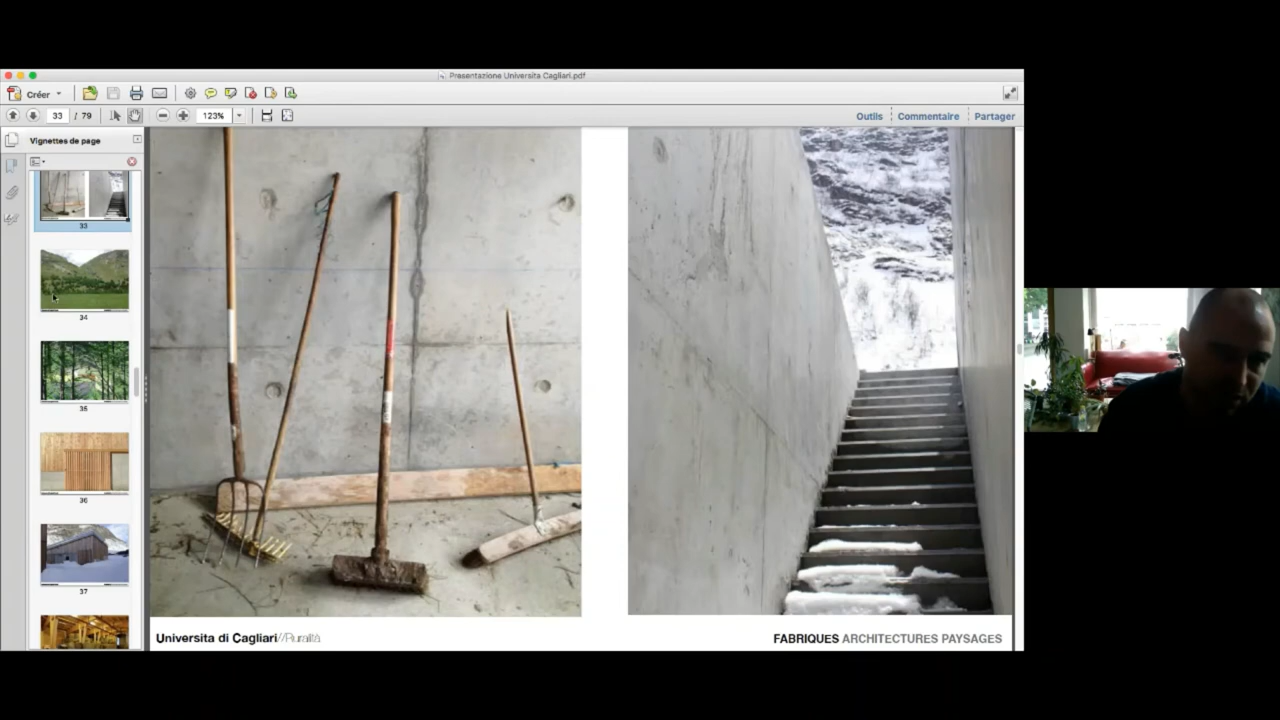 Presentazione Universita Cagliari.pdf
Créer
33 / 79
123%
Outils
Commentaire
Partager
Vignettes de page
33
34
35
36
37
Universita di Cagliari//Ruralità
FABRIQUES ARCHITECTURES PAYSAGES